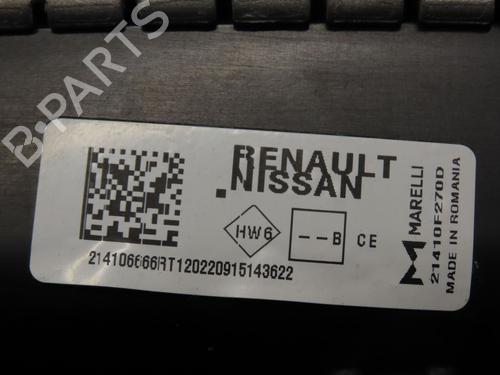 B-PARTS
RENAULT
.NISSAN
HW6
--B
CE
214106666RT120220915143622
MARELLI
21410F270D
MADE IN ROMANIA